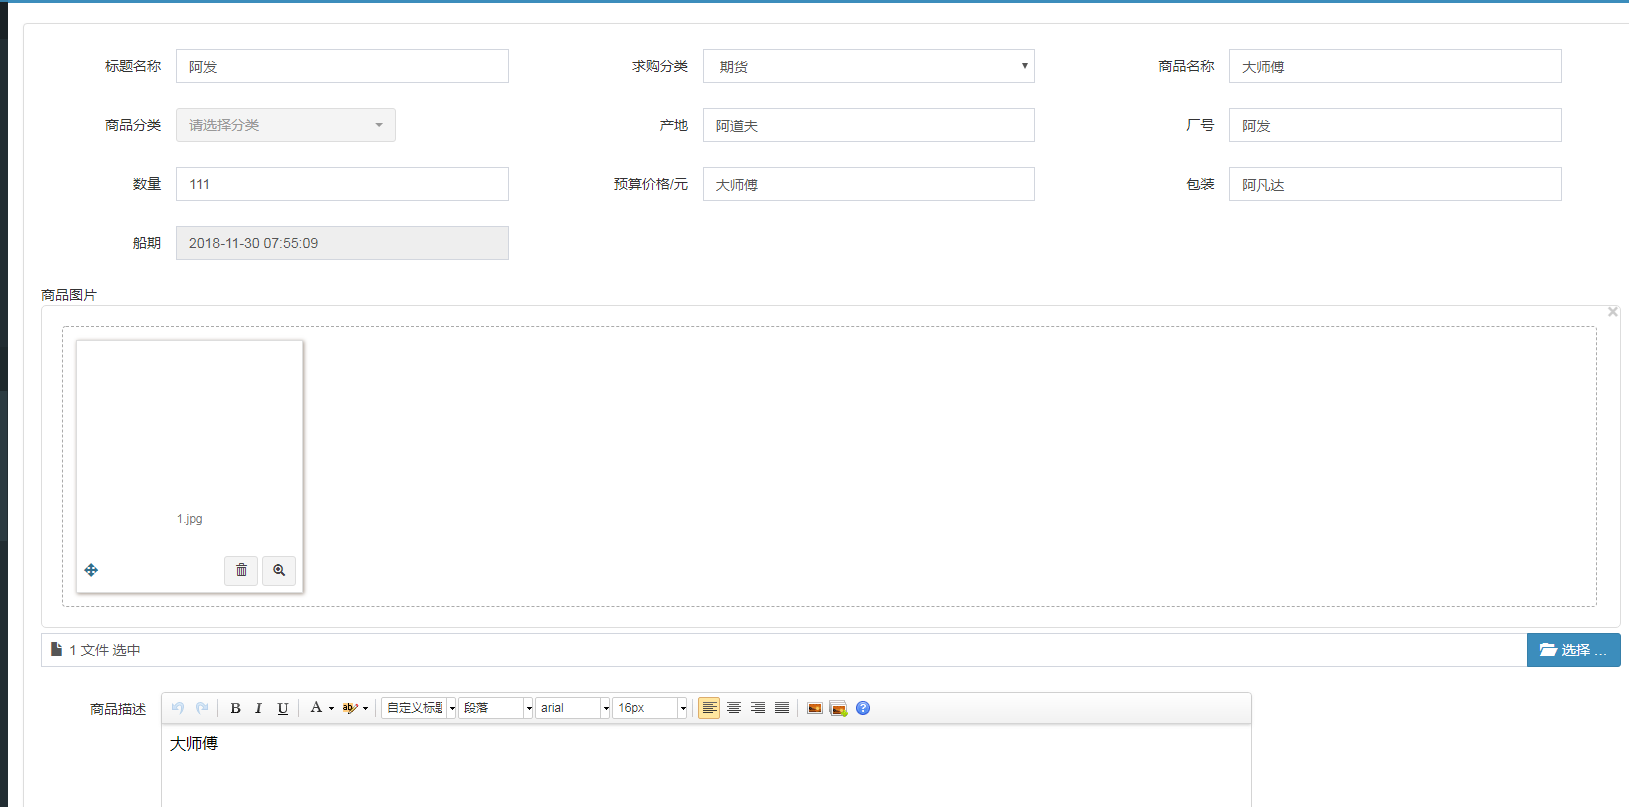 标题名称 阿发 求购分类 期货 商品名称 大师傅
商品分类 请选择分类 产地 阿道夫 厂号 阿发
数量 111 预算价格/元 大师傅 包装 阿凡达
船期 2018-11-30 07:55:09
商品图片
1.jpg
1 文件 选中 选择 ...
商品描述 B I U A ab 自定义标题 段落 arial 16px
大师傅